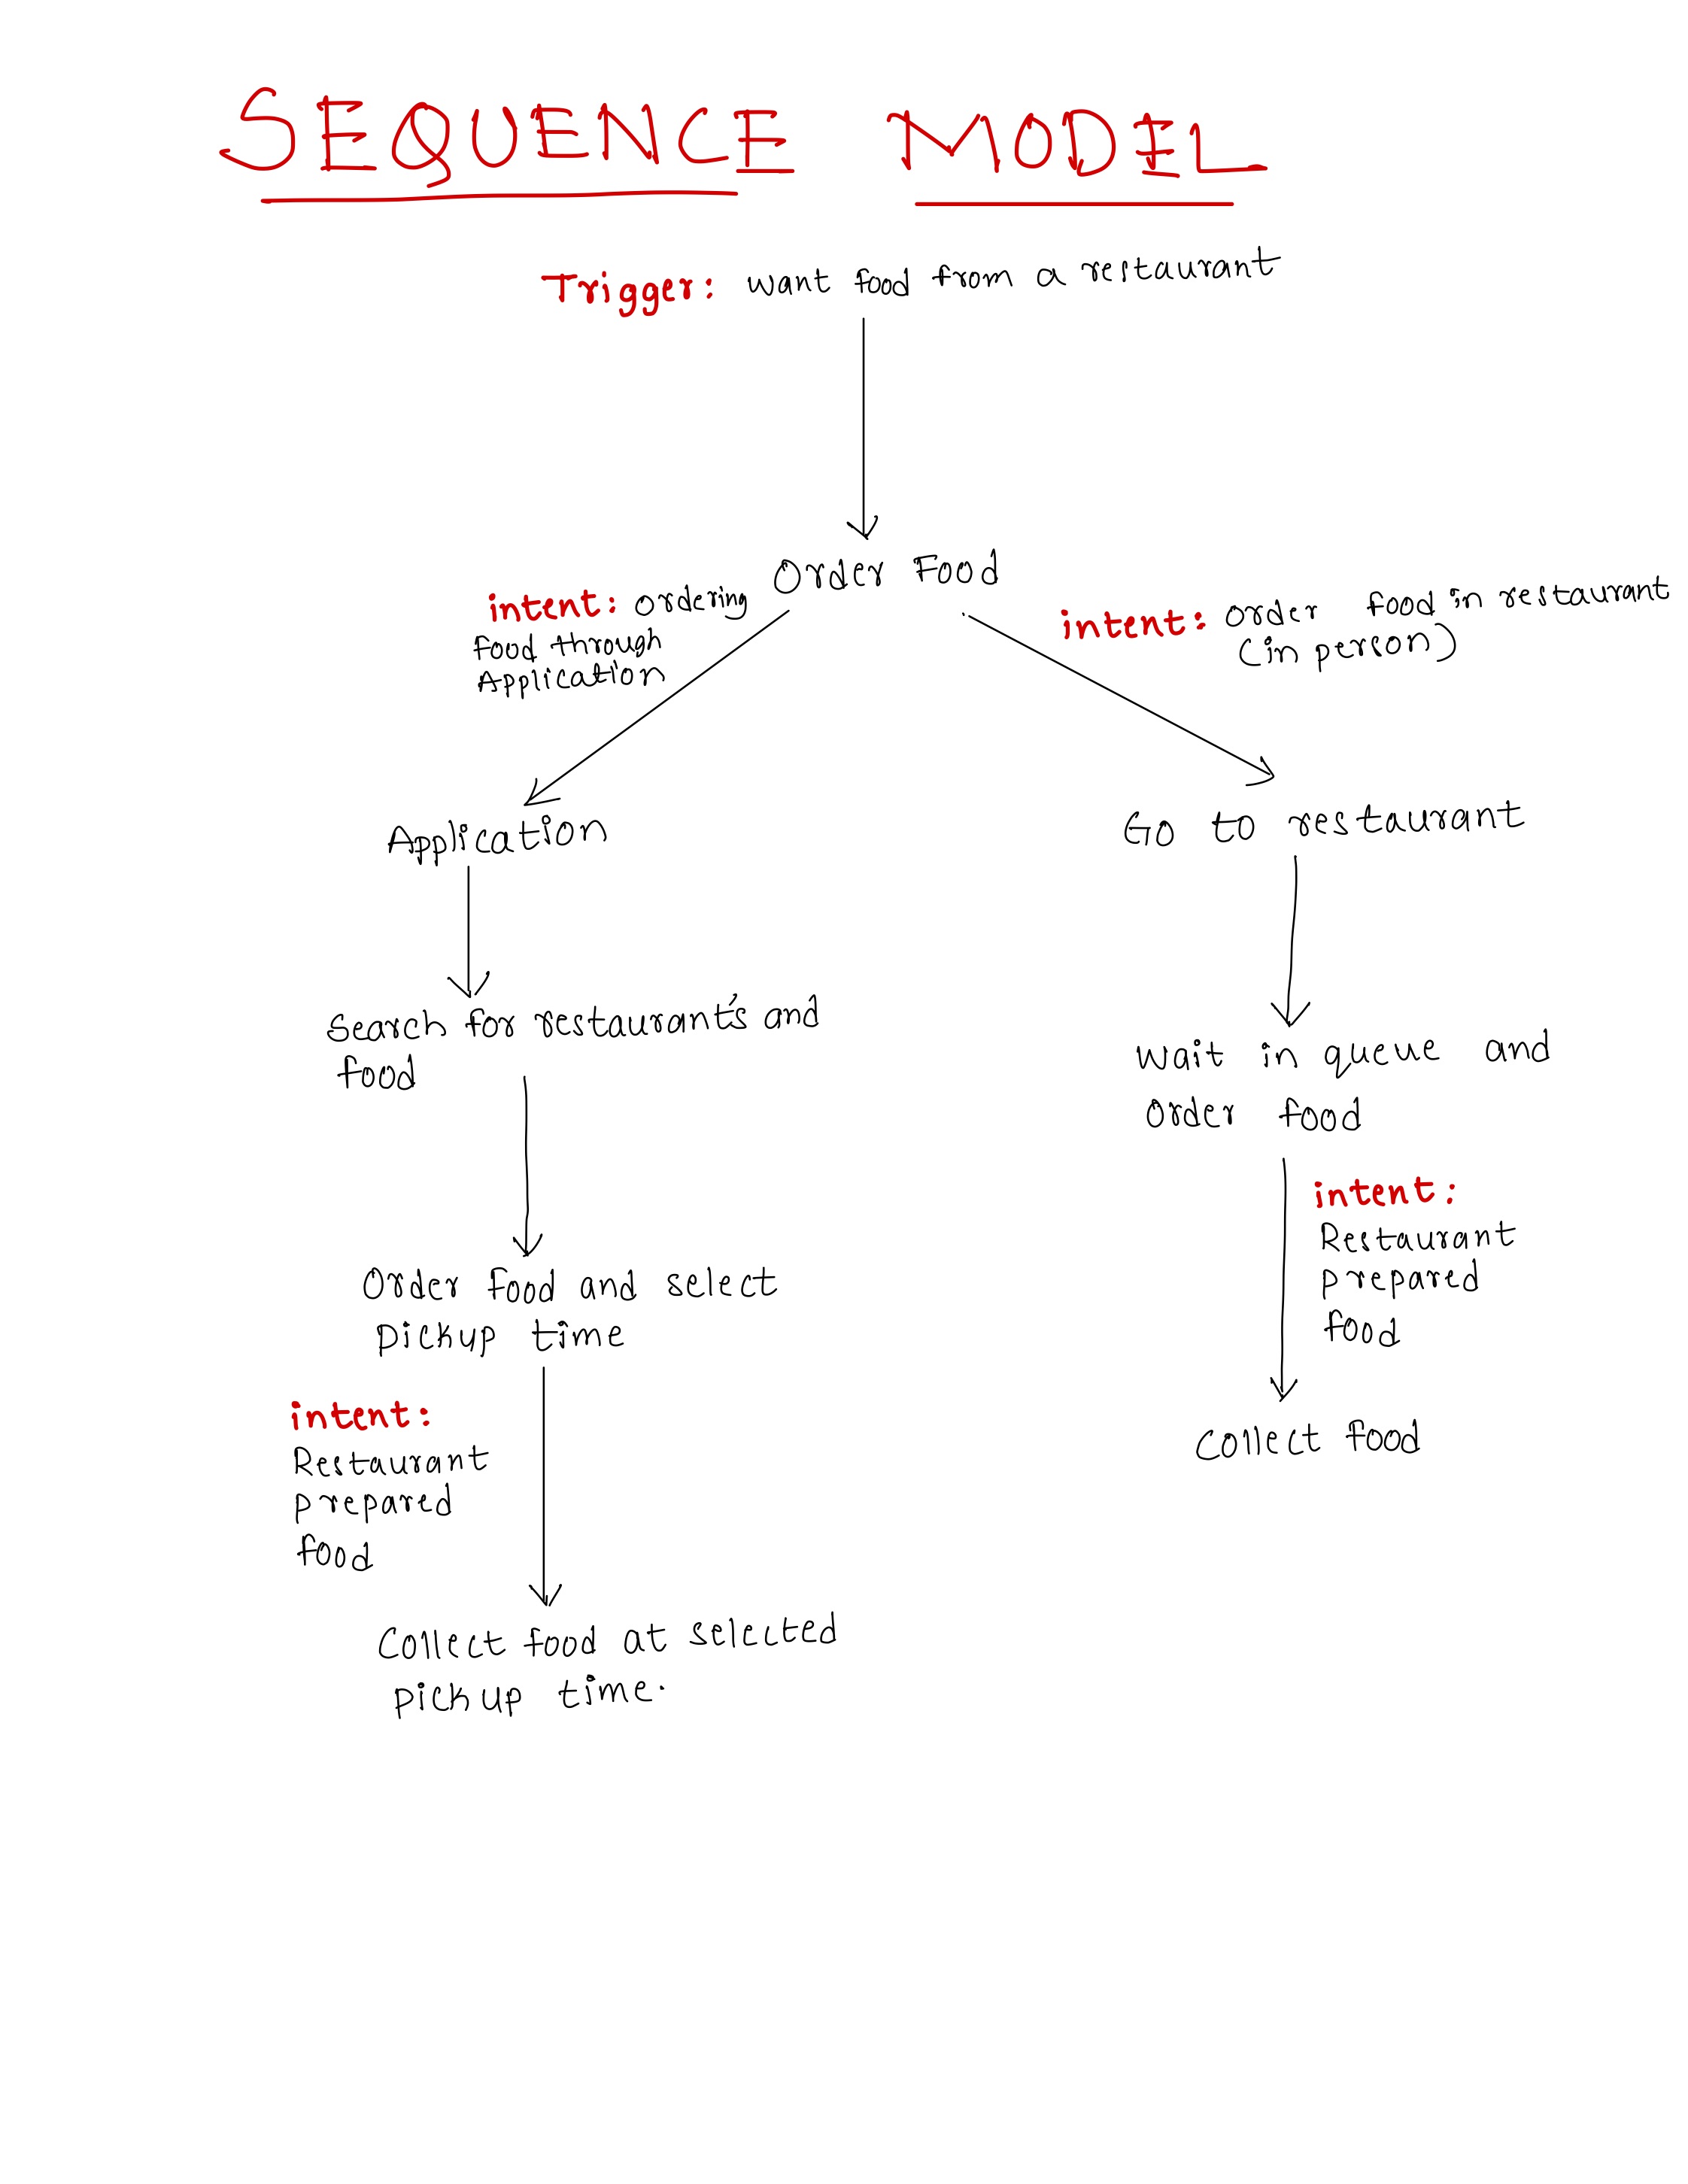 SEQUENCE MODEL
Trigger: want food from a restaurant
Order Food
intent: ordering
food through
Application
intent: order food in restaurant
(in person)
Application
Go to restaurant
Search for restaurant's and
food
wait in queue and
order food
intent:
Restaurant
prepared
food
Order food and select
pickup time
intent:
Restaurant
prepared
food
Collect food
Collect food at selected
pickup time.